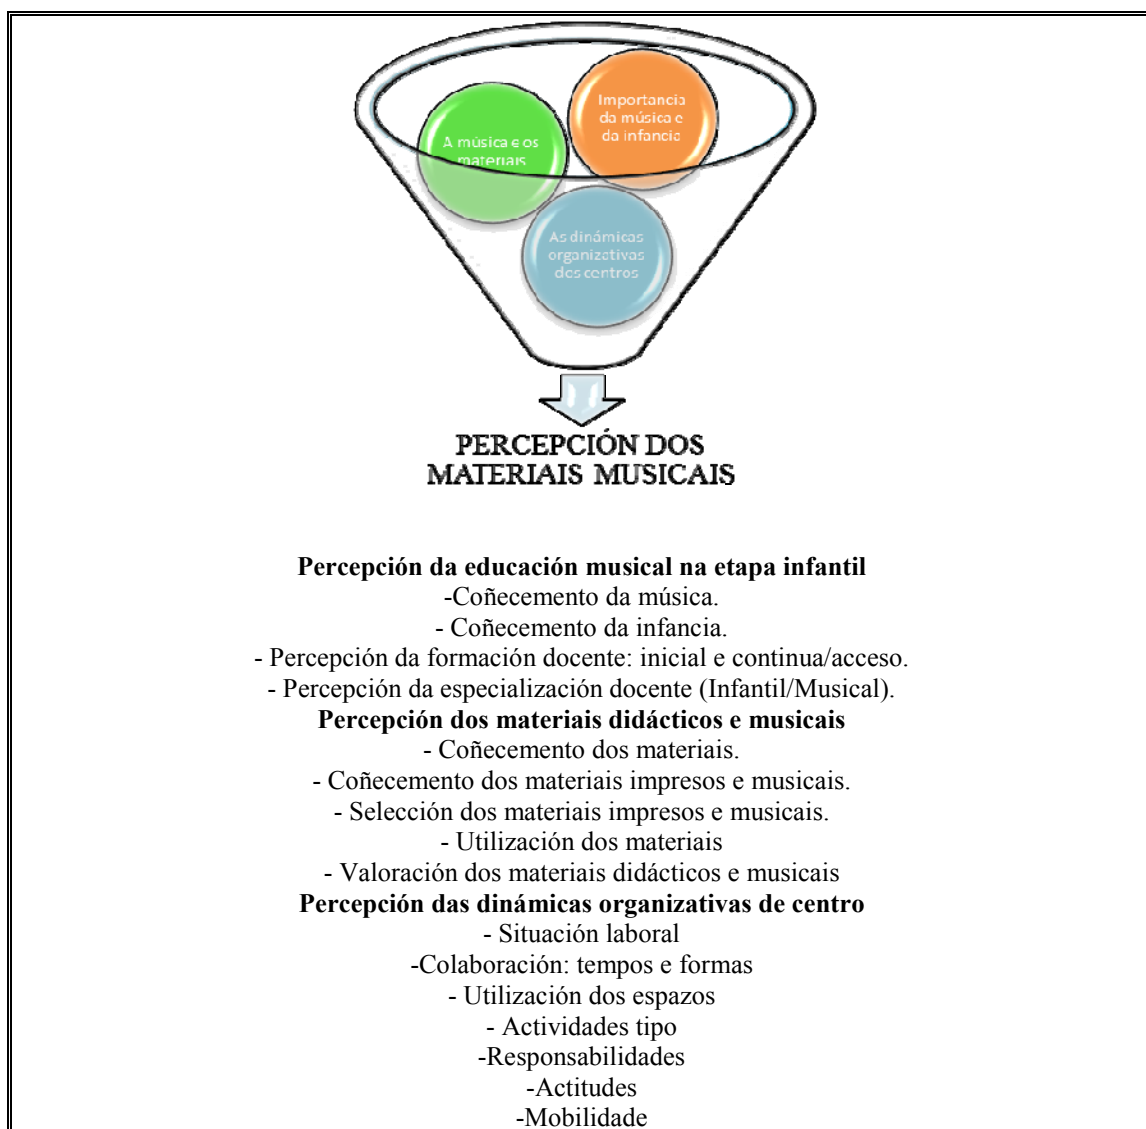 Importancia
da música e
da infancia
A música e os
materiais
As dinámicas
organizativas
dos centros
PERCEPCIÓN DOS
MATERIAIS MUSICAIS
Percepción da educación musical na etapa infantil
-Coñecemento da música.
- Coñecemento da infancia.
- Percepción da formación docente: inicial e continua/acceso.
- Percepción da especialización docente (Infantil/Musical).
Percepción dos materiais didácticos e musicais
- Coñecemento dos materiais.
- Coñecemento dos materiais impresos e musicais.
- Selección dos materiais impresos e musicais.
- Utilización dos materiais
- Valoración dos materiais didácticos e musicais
Percepción das dinámicas organizativas de centro
- Situación laboral
-Colaboración: tempos e formas
- Utilización dos espazos
- Actividades tipo
-Responsabilidades
-Actitudes
-Mobilidade